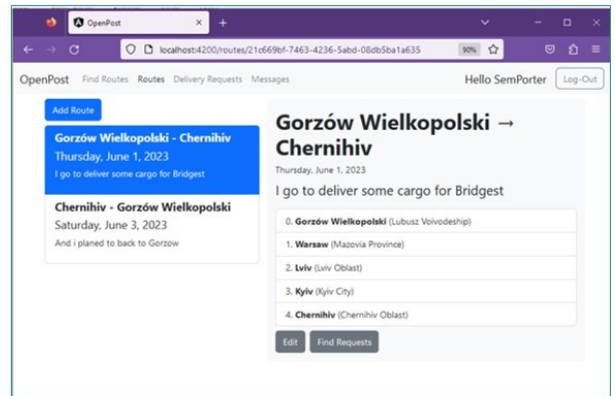 OpenPost
localhost:4200/routes/21c669bf-7463-4236-5abd-08db5ba1a635
90%
OpenPost Find Routes Routes Delivery Requests Messages Hello SemPorter Log-Out
Add Route
Gorzów Wielkopolski - Chernihiv
Thursday, June 1, 2023
I go to deliver some cargo for Bridgest
Chernihiv - Gorzów Wielkopolski
Saturday, June 3, 2023
And i planed to back to Gorzow
Gorzów Wielkopolski →
Chernihiv
Thursday, June 1, 2023
I go to deliver some cargo for Bridgest
0. Gorzów Wielkopolski (Lubusz Voivodeship)
1. Warsaw (Mazovia Province)
2. Lviv (Lviv Oblast)
3. Kyiv (Kyiv City)
4. Chernihiv (Chernihiv Oblast)
Edit Find Requests